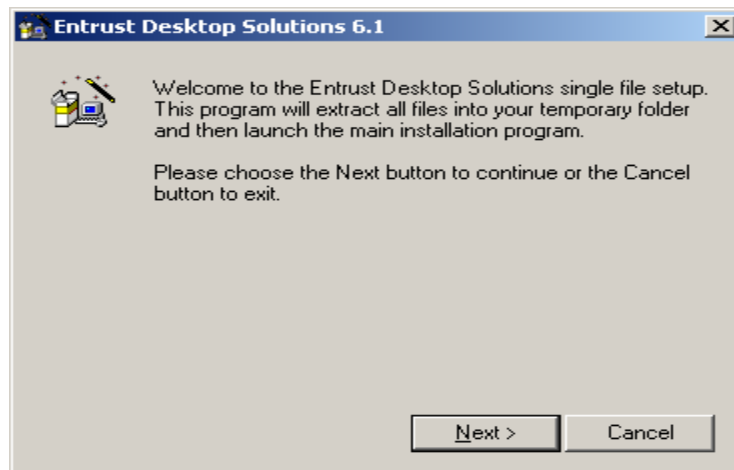 Entrust Desktop Solutions 6.1
Welcome to the Entrust Desktop Solutions single file setup.
This program will extract all files into your temporary folder
and then launch the main installation program.
Please choose the Next button to continue or the Cancel
button to exit.
Next >
Cancel